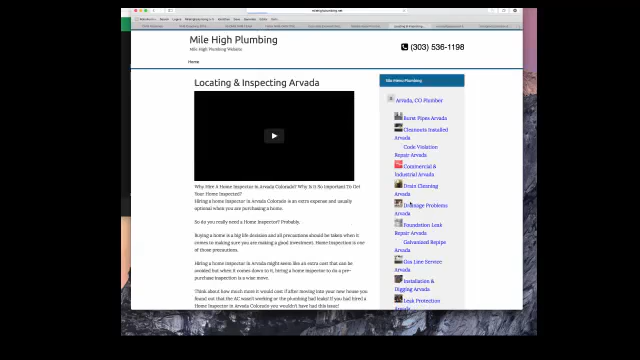 Mile High Plumbing
Mile High Plumbing Website
(303) 536-1198
Home
Locating & Inspecting Arvada
Why Hire A Home Inspector in Arvada Colorado? Why Is It So Important To Get
Your Home Inspected?
Hiring a home Inspector in Arvada Colorado is an extra expense and usually
optional when you are purchasing a home.
So do you really need a Home Inspector? Probably.
Buying a home is a big life decision and all precautions should be taken when it
comes to making sure you are making a good investment. Home Inspection is one
of those precautions.
Hiring a home inspector in Arvada might seem like an extra cost that can be
avoided but when it comes down to it, hiring a home inspector to do a pre-
purchase inspection is a wise move.
Think about how much more it would cost if after moving into your new house you
found out that the AC wasn't working or the plumbing had leaks! If you had hired a
Home Inspector in Arvada Colorado you wouldn't have had this issue!
Mile High Plumbing
Arvada, CO Plumber
Burst Pipes Arvada
Cleanouts Installed
Arvada
Code Violation
Repair Arvada
Commercial &
Industrial Arvada
Drain Cleaning
Arvada
Drainage Problems
Arvada
Foundation Leak
Repair Arvada
Galvanized Repipe
Arvada
Gas Line Service
Arvada
Installation &
Digging Arvada
Leak Protection
Arvada